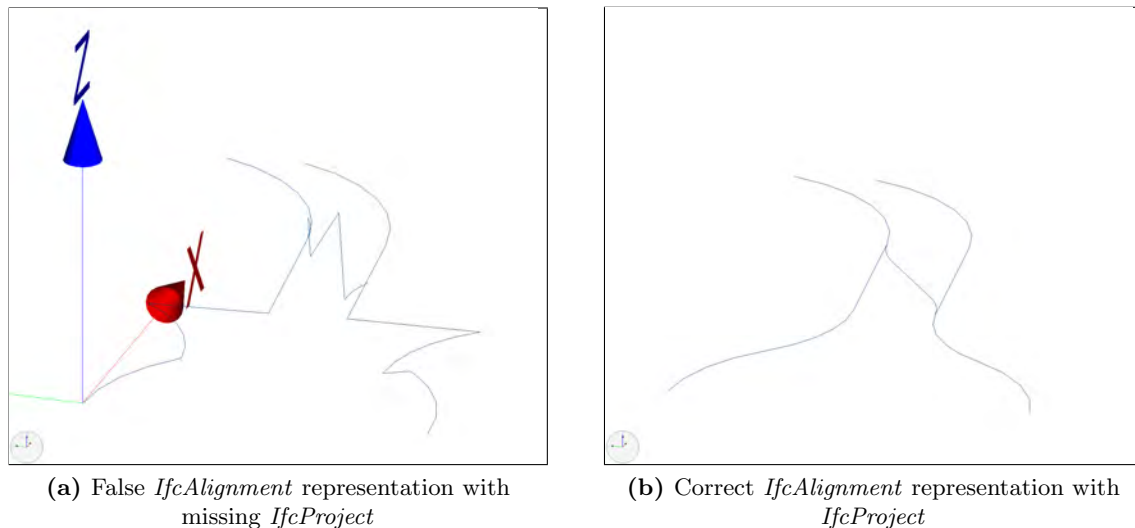 Z
X
(a) False IfcAlignment representation with
missing IfcProject
(b) Correct IfcAlignment representation with
IfcProject